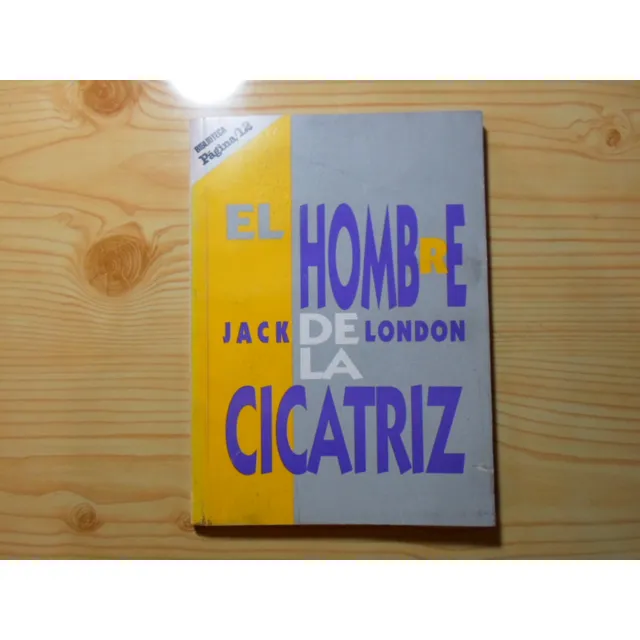 BIBLIOTECA
Página/12
EL HOMBRE
JACK DE LONDON
LA
CICATRIZ